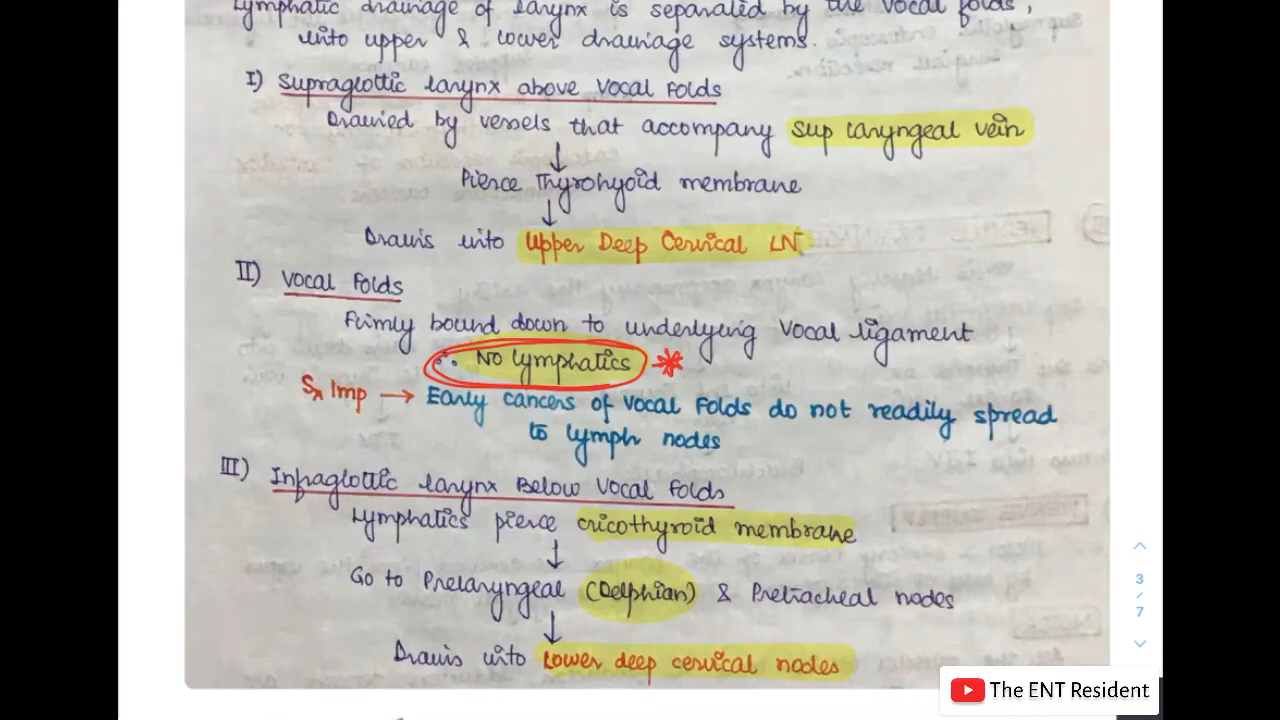 Lymphatic drainage of larynx is separated by the vocal folds,
into upper & lower drainage systems.
I) Supraglottic larynx above vocal folds
Drained by vessels that accompany sup laryngeal vein
↓
Pierce Thyrohyoid membrane
↓
Drains into Upper Deep Cervical LN
II) Vocal Folds
Firmly bound down to underlying vocal ligament
∴ No lymphatics *
Sx Imp → Early cancers of vocal folds do not readily spread
to lymph nodes
III) Infraglottic larynx Below vocal folds
Lymphatics pierce cricothyroid membrane
↓
Go to Prelaryngeal (Delphian) & Pretracheal nodes
↓
Drains into Lower deep cervical nodes
3
/
7
The ENT Resident